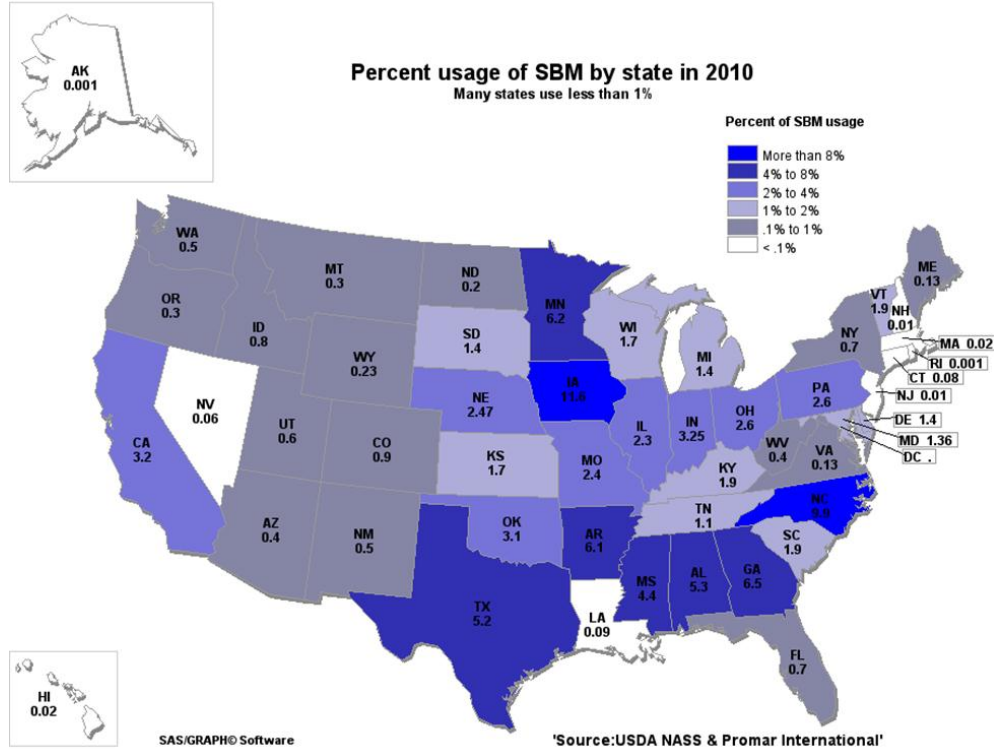 Percent usage of SBM by state in 2010
Many states use less than 1%
Percent of SBM usage
More than 8%
4% to 8%
2% to 4%
1% to 2%
.1% to 1%
< .1%
AK
0.001
WA
0.5
MT
0.3
ND
0.2
MN
6.2
ME
0.13
VT
1.9
NH
0.01
OR
0.3
ID
0.8
SD
1.4
WI
1.7
MI
1.4
NY
0.7
MA 0.02
RI 0.001
CT 0.08
NJ 0.01
WY
0.23
NE
2.47
IA
11.6
IL
2.3
IN
3.25
OH
2.6
PA
2.6
DE 1.4
MD 1.36
DC .
NV
0.06
UT
0.6
CO
0.9
CA
3.2
KS
1.7
MO
2.4
KY
1.9
WV
0.4
VA
0.13
AZ
0.4
NM
0.5
OK
3.1
AR
6.1
TN
1.1
NC
9.9
SC
1.9
TX
5.2
LA
0.09
MS
4.4
AL
5.3
GA
6.5
FL
0.7
HI
0.02
SAS/GRAPH© Software
'Source:USDA NASS & Promar International'